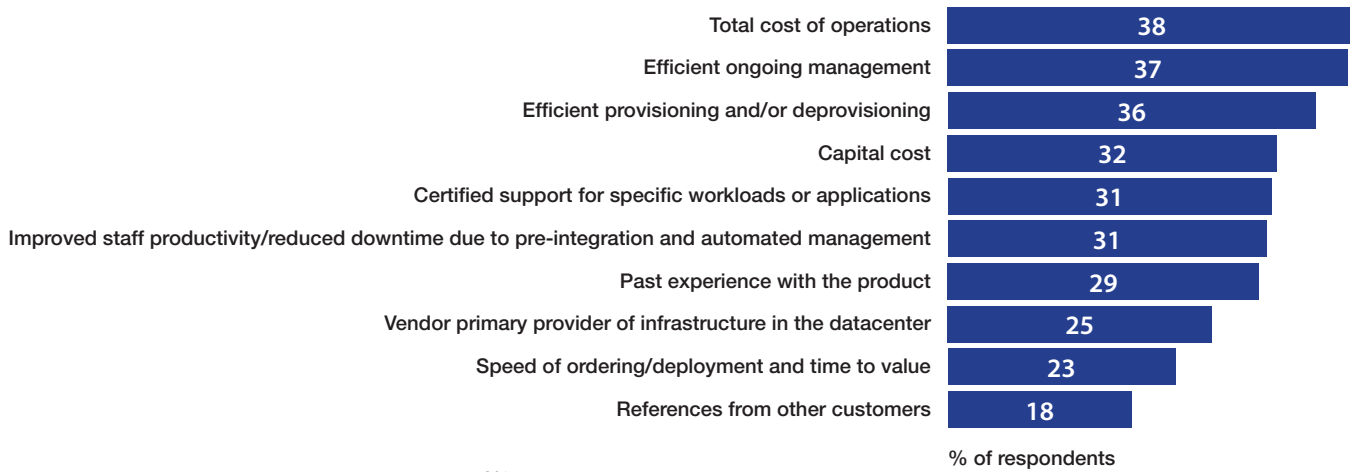 Total cost of operations 38
Efficient ongoing management 37
Efficient provisioning and/or deprovisioning 36
Capital cost 32
Certified support for specific workloads or applications 31
Improved staff productivity/reduced downtime due to pre-integration and automated management 31
Past experience with the product 29
Vendor primary provider of infrastructure in the datacenter 25
Speed of ordering/deployment and time to value 23
References from other customers 18
% of respondents